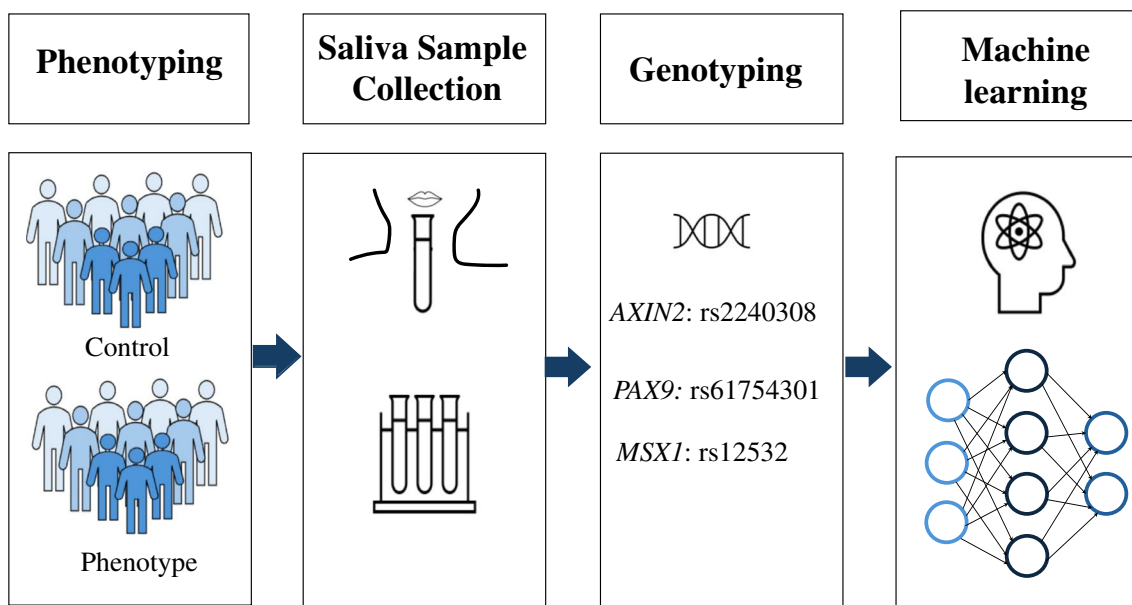 Phenotyping
Saliva Sample
Collection
Genotyping
Machine
learning
Control
Phenotype
AXIN2: rs2240308
PAX9: rs61754301
MSX1: rs12532